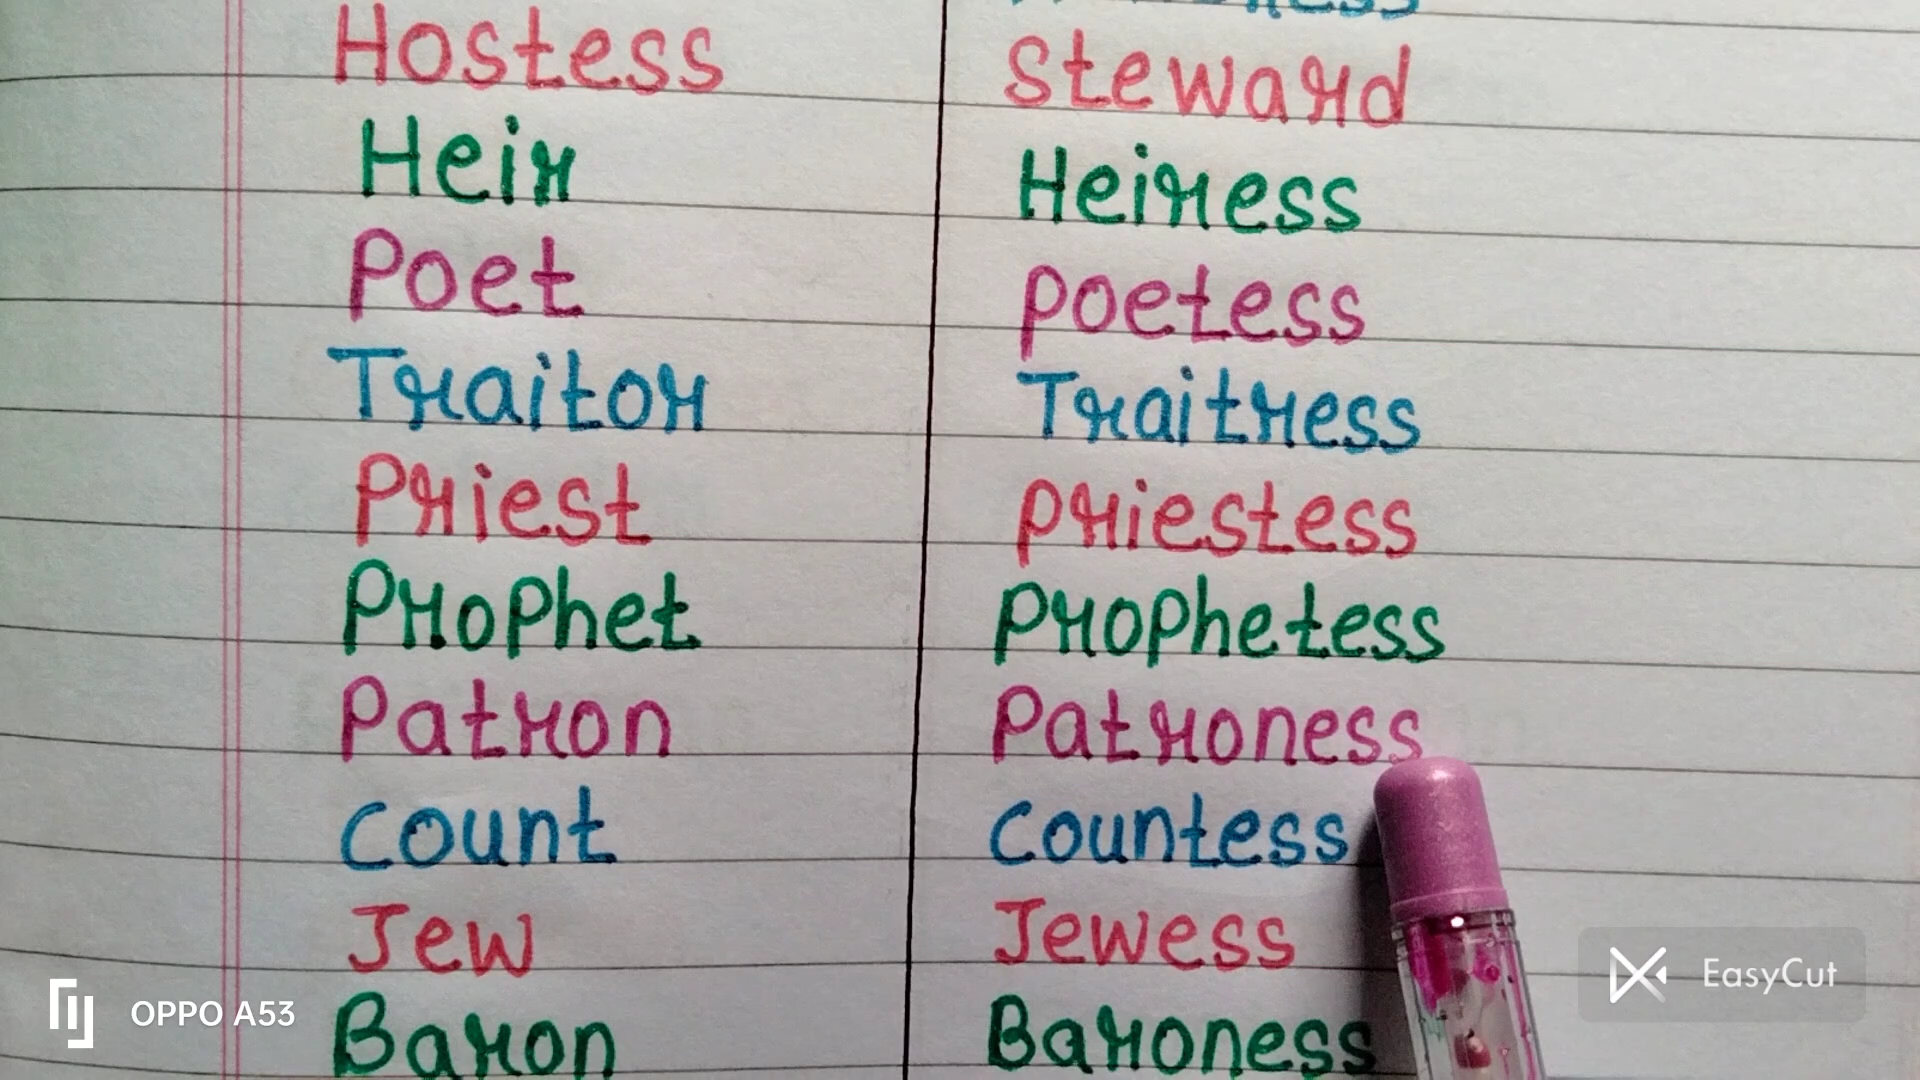 Hostess Steward
Heir Heiress
Poet Poetess
Traitor Traitress
Priest Priestess
Prophet Prophetess
Patron Patroness
Count Countess
Jew Jewess
Baron Baroness
OPPO A53
EasyCut